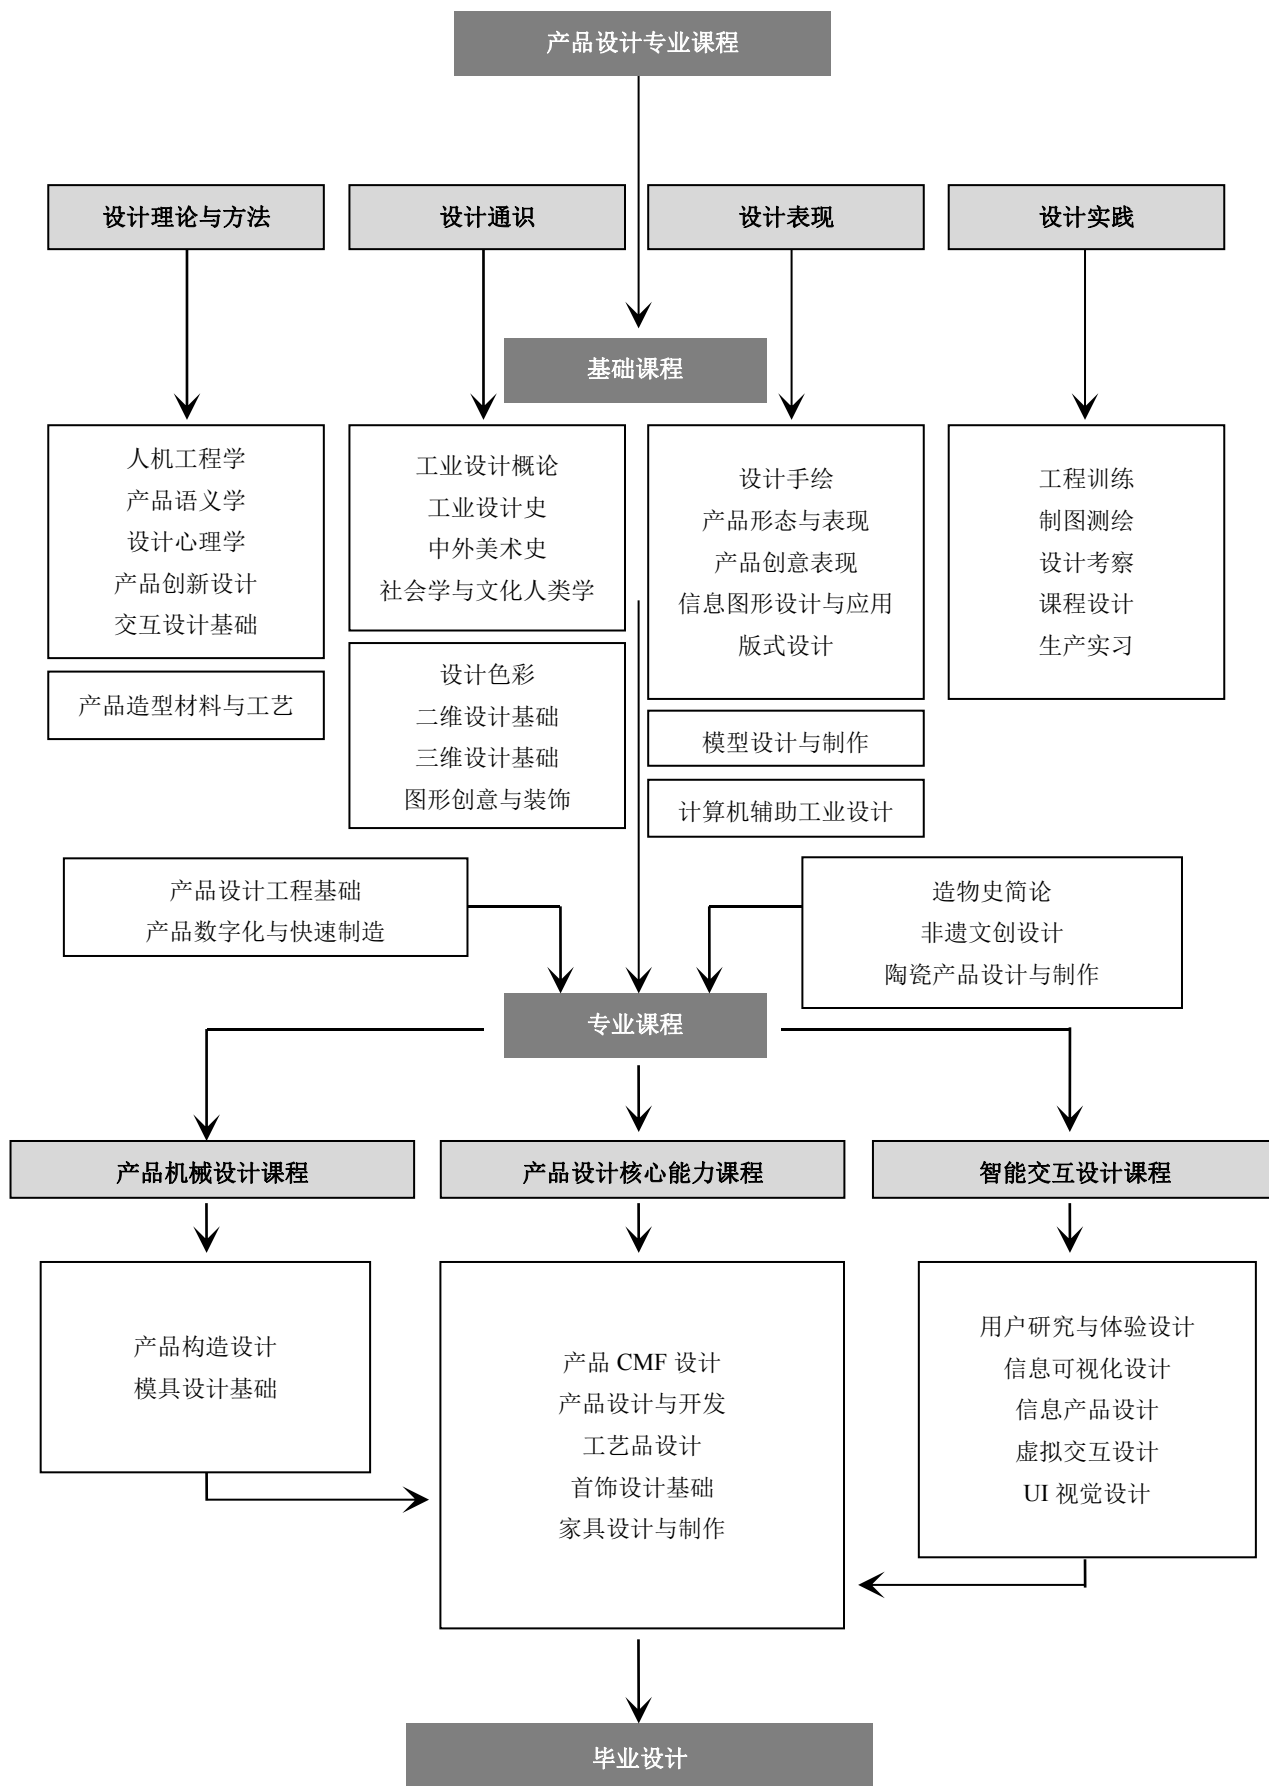 产品设计专业课程
设计理论与方法
设计通识
设计表现
设计实践
基础课程
人机工程学
产品语义学
设计心理学
产品创新设计
交互设计基础
产品造型材料与工艺
工业设计概论
工业设计史
中外美术史
社会学与文化人类学
设计色彩
二维设计基础
三维设计基础
图形创意与装饰
设计手绘
产品形态与表现
产品创意表现
信息图形设计与应用
版式设计
模型设计与制作
计算机辅助工业设计
工程训练
制图测绘
设计考察
课程设计
生产实习
产品设计工程基础
产品数字化与快速制造
造物史简论
非遗文创设计
陶瓷产品设计与制作
专业课程
产品机械设计课程
产品设计核心能力课程
智能交互设计课程
产品构造设计
模具设计基础
产品 CMF 设计
产品设计与开发
工艺品设计
首饰设计基础
家具设计与制作
用户研究与体验设计
信息可视化设计
信息产品设计
虚拟交互设计
UI 视觉设计
毕业设计